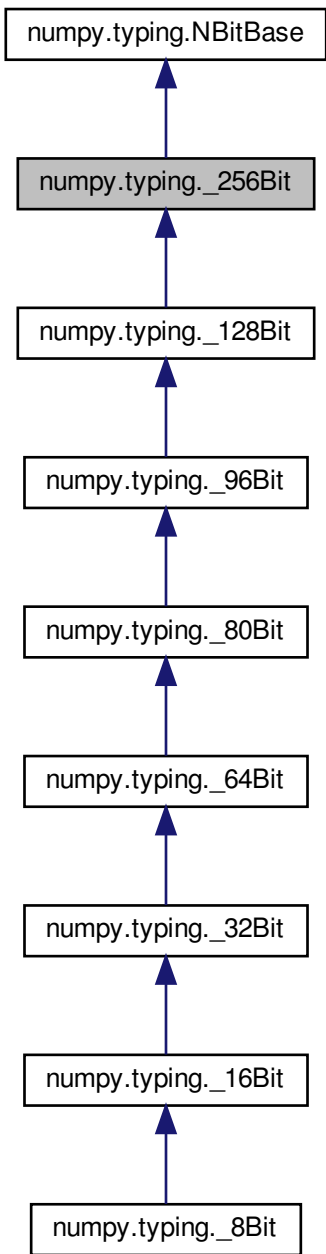 numpy.typing.NBitBase
numpy.typing._256Bit
numpy.typing._128Bit
numpy.typing._96Bit
numpy.typing._80Bit
numpy.typing._64Bit
numpy.typing._32Bit
numpy.typing._16Bit
numpy.typing._8Bit